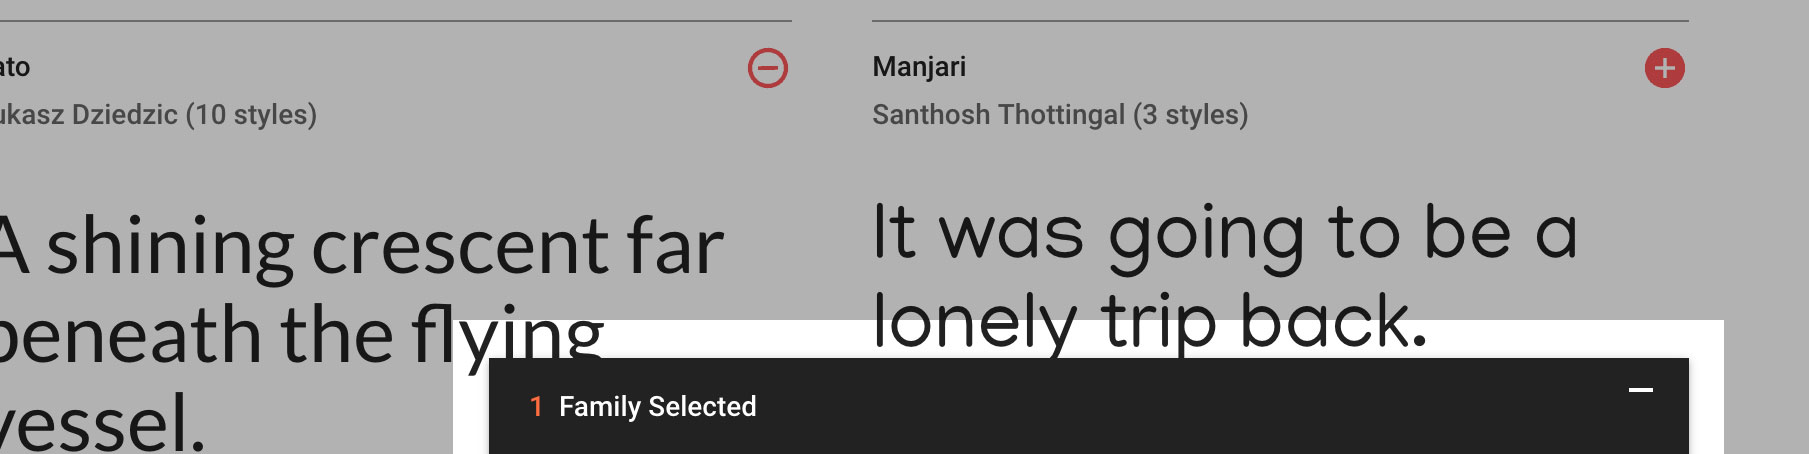 ato
ukasz Dziedzic (10 styles)
A shining crescent far
beneath the flying
vessel.
Manjari
Santhosh Thottingal (3 styles)
It was going to be a
lonely trip back.
1 Family Selected